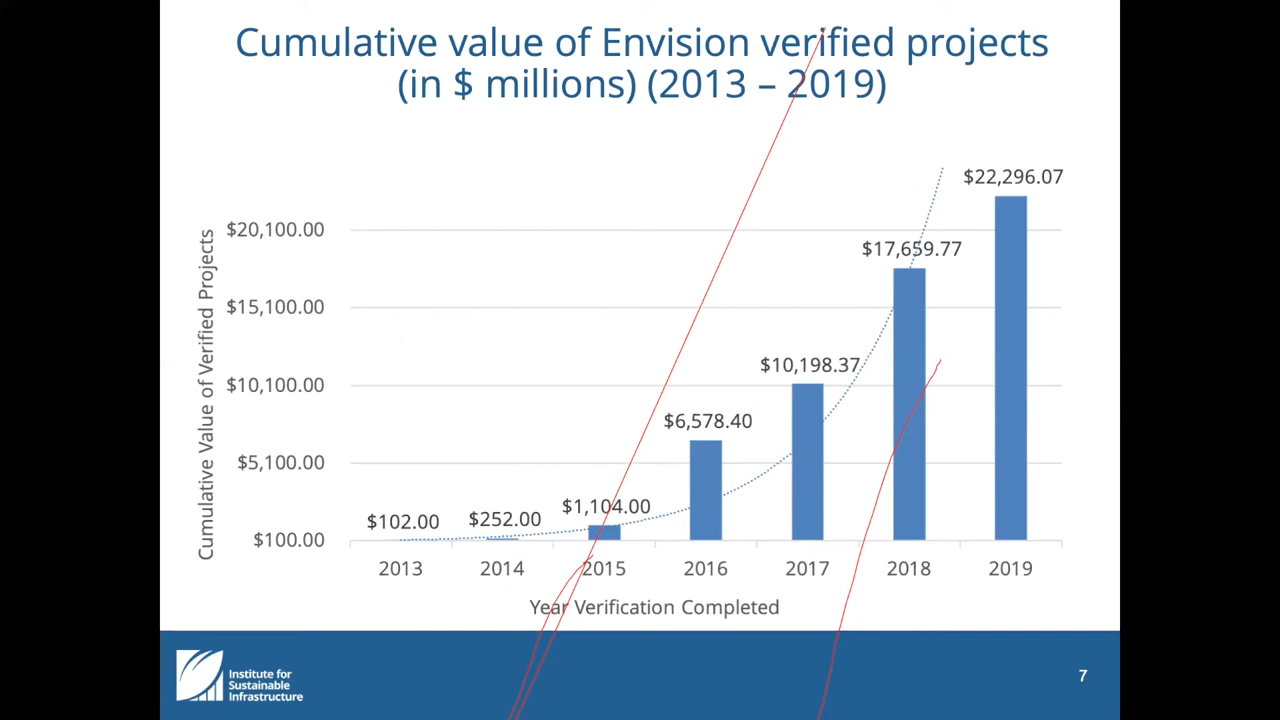 Cumulative value of Envision verified projects
(in $ millions) (2013 – 2019)
$22,296.07
$20,100.00
$17,659.77
$15,100.00
$10,198.37
$10,100.00
$6,578.40
$5,100.00
$1,104.00
$252.00
$102.00
$100.00
Cumulative Value of Verified Projects
2013 2014 2015 2016 2017 2018 2019
Year Verification Completed
Institute for
Sustainable
Infrastructure
7